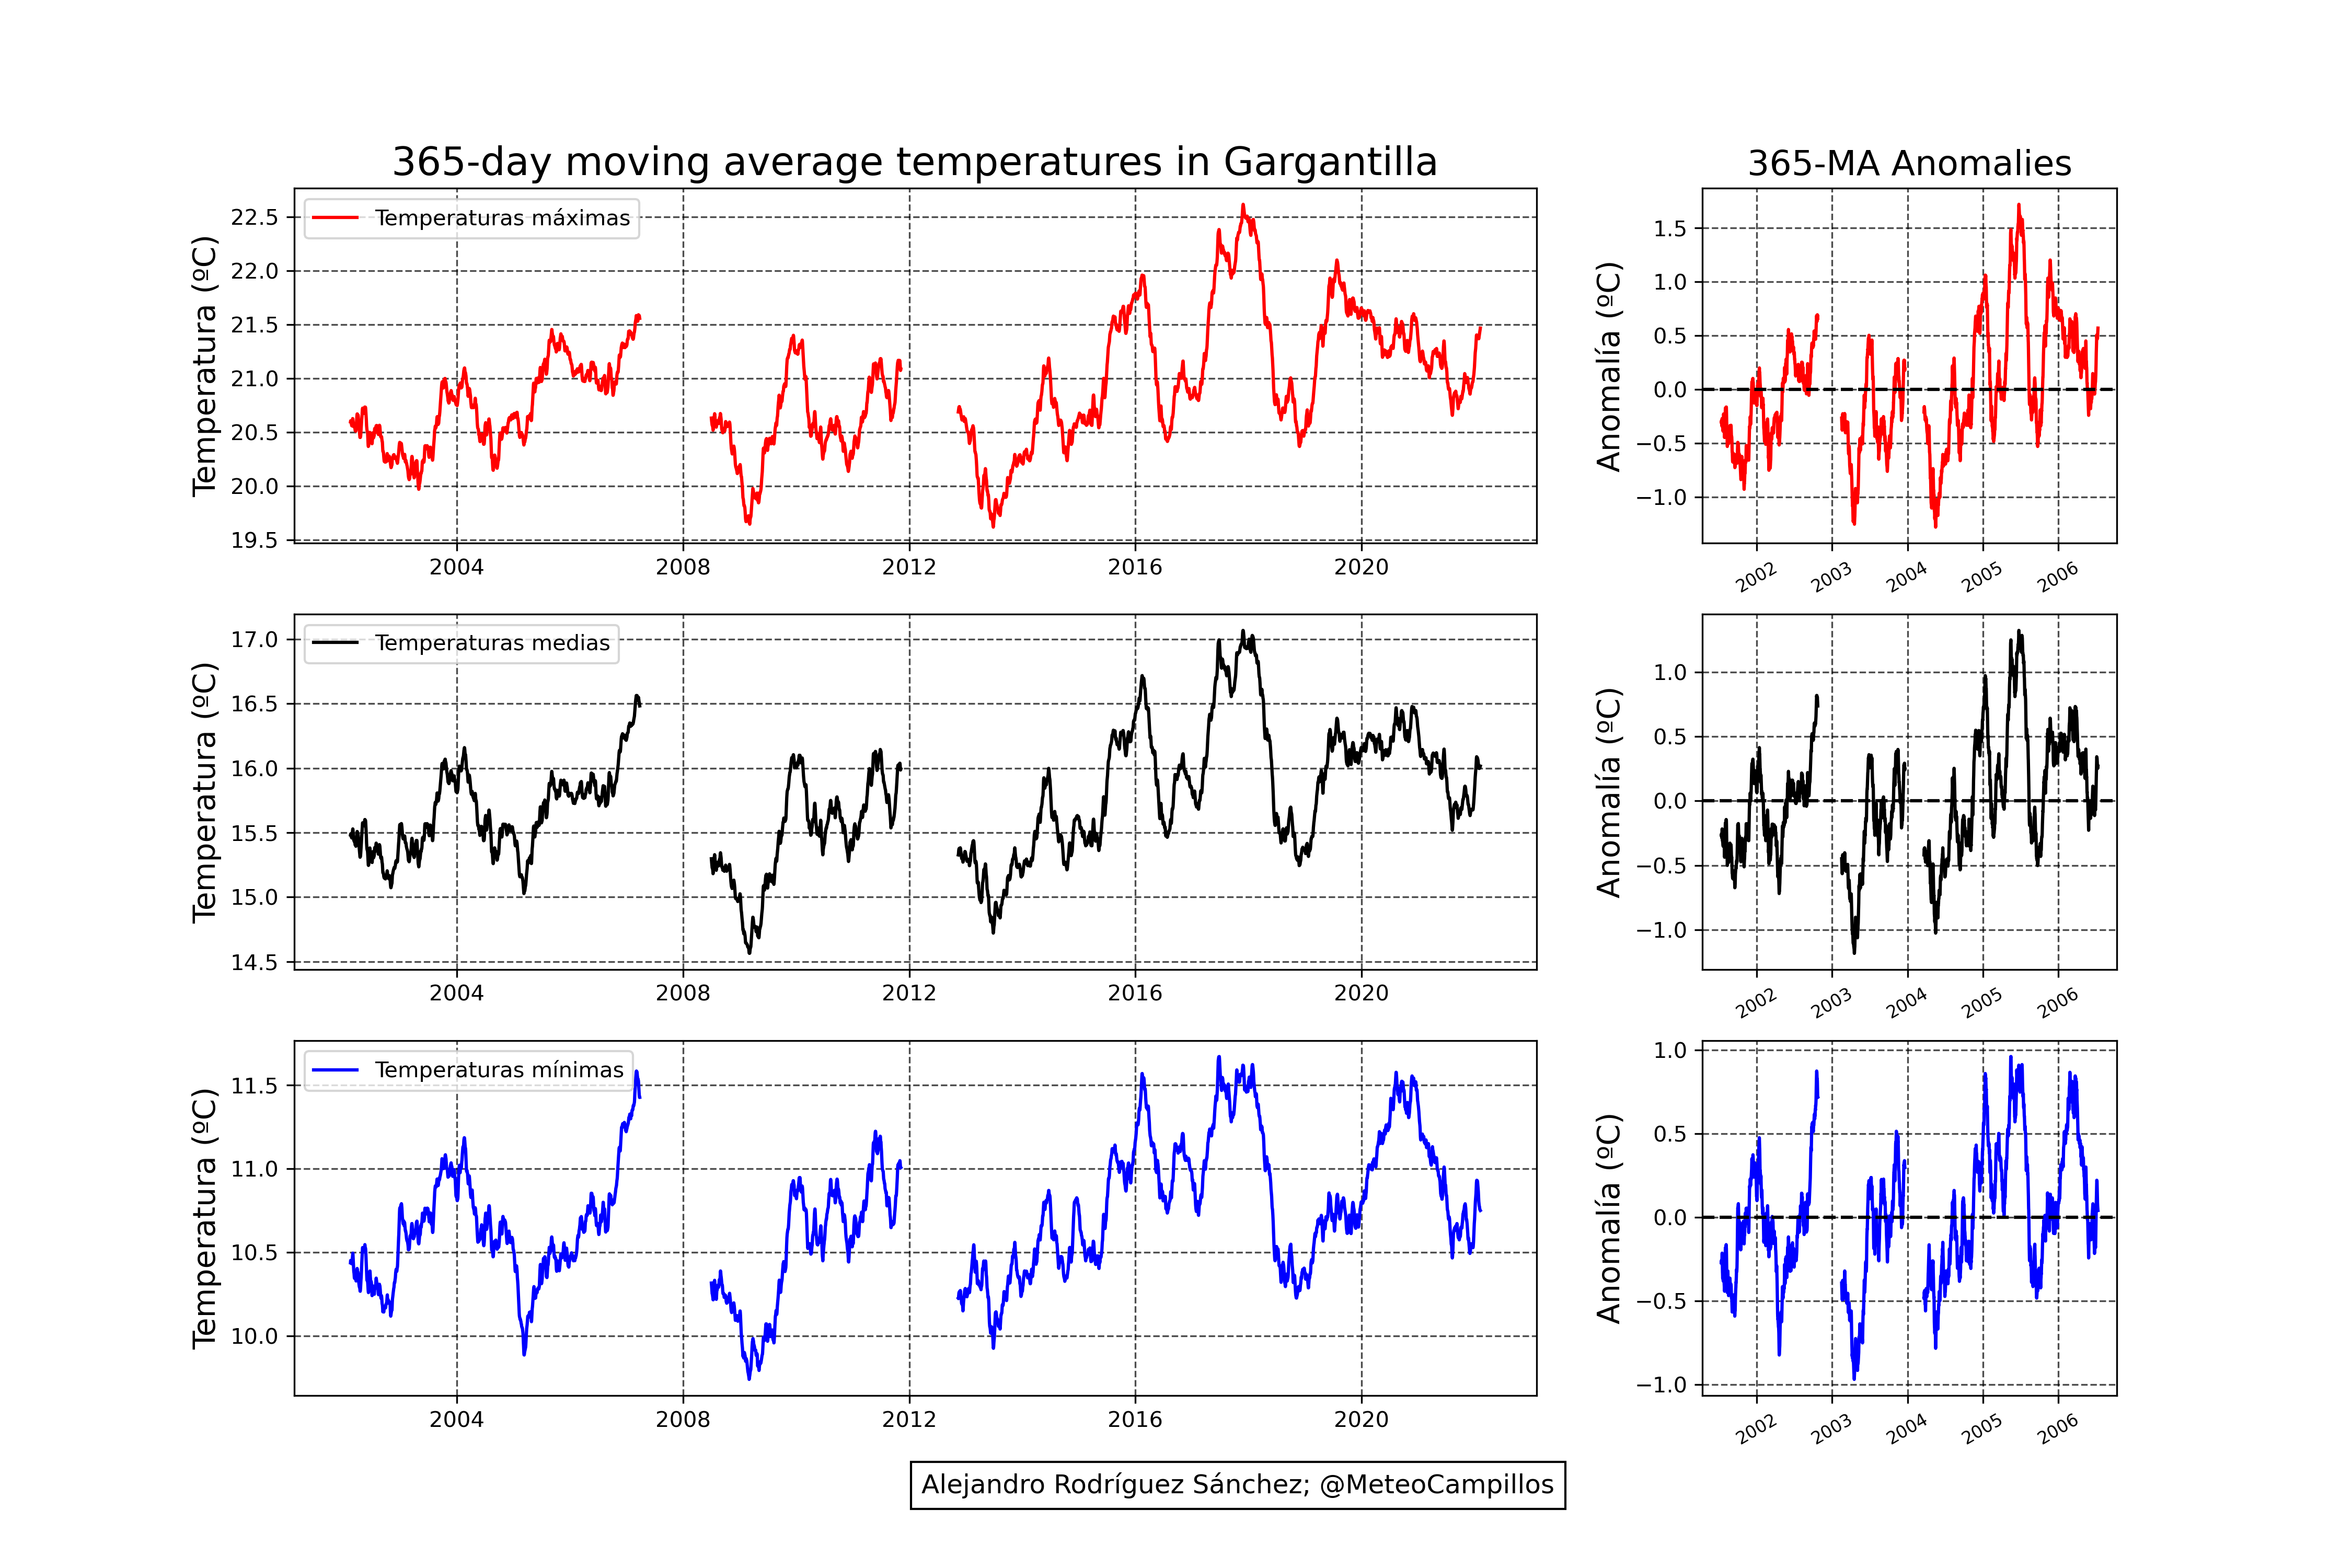 365-day moving average temperatures in Gargantilla
365-MA Anomalies
Temperaturas máximas
Temperatura (ºC)
22.5
22.0
21.5
21.0
20.5
20.0
19.5
2004 2008 2012 2016 2020
Anomalía (ºC)
1.5
1.0
0.5
0.0
−0.5
−1.0
2002 2003 2004 2005 2006
Temperaturas medias
Temperatura (ºC)
17.0
16.5
16.0
15.5
15.0
14.5
2004 2008 2012 2016 2020
Anomalía (ºC)
1.0
0.5
0.0
−0.5
−1.0
2002 2003 2004 2005 2006
Temperaturas mínimas
Temperatura (ºC)
11.5
11.0
10.5
10.0
2004 2008 2012 2016 2020
Anomalía (ºC)
1.0
0.5
0.0
−0.5
−1.0
2002 2003 2004 2005 2006
Alejandro Rodríguez Sánchez; @MeteoCampillos